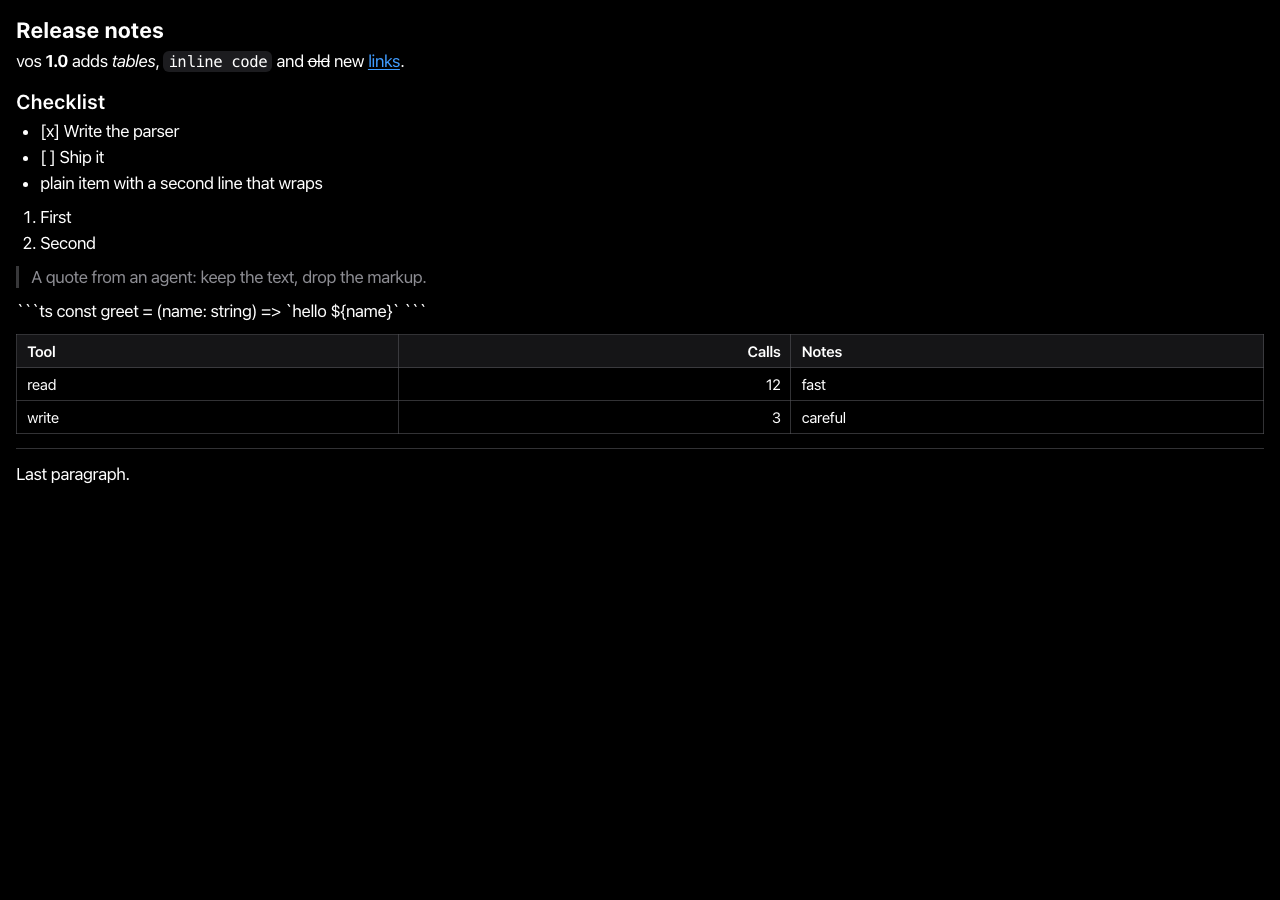 Release notes
vos 1.0 adds tables, inline code and old new links.
Checklist
• [x] Write the parser
• [ ] Ship it
• plain item with a second line that wraps
1. First
2. Second
A quote from an agent: keep the text, drop the markup.
```ts const greet = (name: string) => `hello ${name}` ```
Tool Calls Notes
read 12 fast
write 3 careful
Last paragraph.